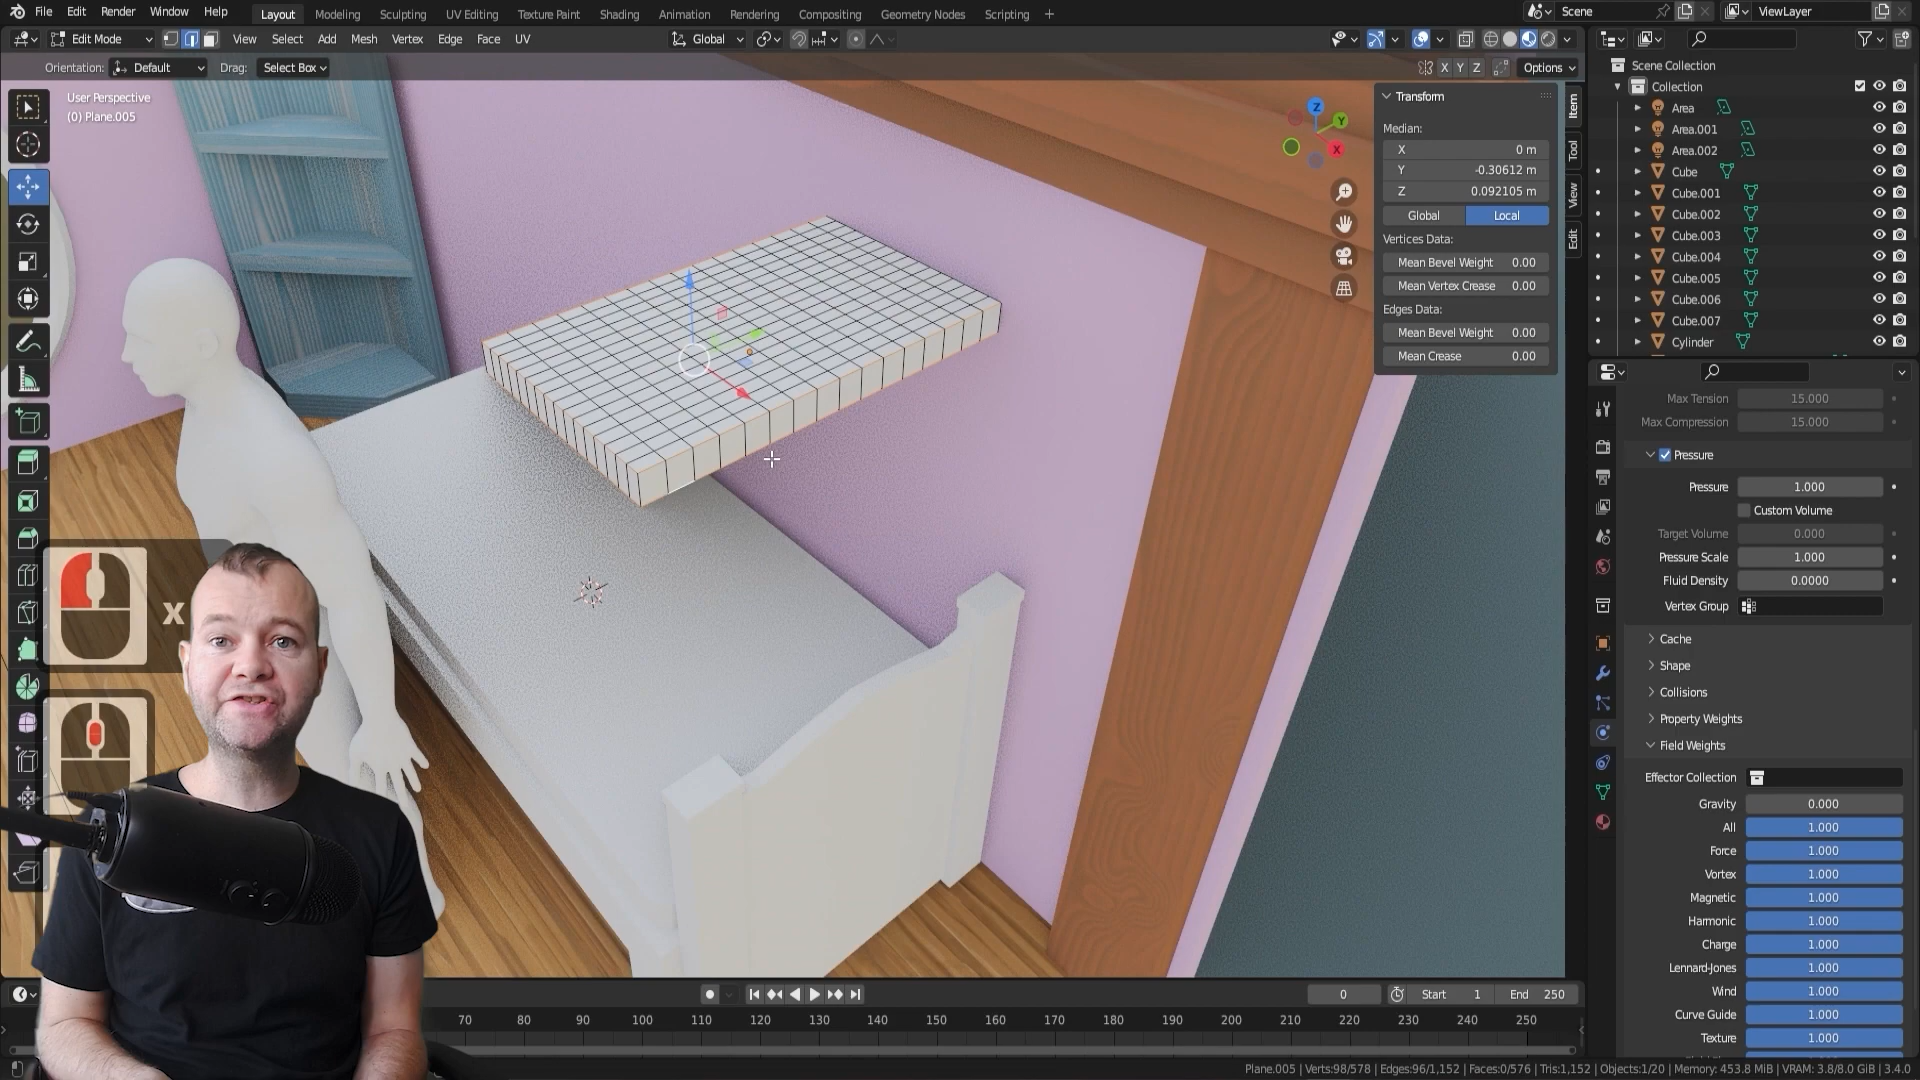 File Edit Render Window Help Layout Modeling Sculpting UV Editing Texture Paint Shading Animation Rendering Compositing Geometry Nodes Scripting + Scene ViewLayer
Edit Mode View Select Add Mesh Vertex Edge Face UV Global
Orientation: Default Drag: Select Box X Y Z Options
User Perspective
(0) Plane.005
Z
Y
X
Transform
Median:
X 0 m
Y -0.30612 m
Z 0.092105 m
Global Local
Vertices Data:
Mean Bevel Weight 0.00
Mean Vertex Crease 0.00
Edges Data:
Mean Bevel Weight 0.00
Mean Crease 0.00
Item
Tool
View
Edit
Scene Collection
Collection
Area
Area.001
Area.002
Cube
Cube.001
Cube.002
Cube.003
Cube.004
Cube.005
Cube.006
Cube.007
Cylinder
Max Tension 15.000
Max Compression 15.000
Pressure
Pressure 1.000
Custom Volume
Target Volume 0.000
Pressure Scale 1.000
Fluid Density 0.0000
Vertex Group
Cache
Shape
Collisions
Property Weights
Field Weights
Effector Collection
Gravity 0.000
All 1.000
Force 1.000
Vortex 1.000
Magnetic 1.000
Harmonic 1.000
Charge 1.000
Lennard-Jones 1.000
Wind 1.000
Curve Guide 1.000
Texture 1.000
x
0 Start 1 End 250
70 80 90 100 110 120 130 140 150 160 170 180 190 200 210 220 230 240 250
Plane.005 | Verts:98/578 | Edges:96/1,152 | Faces:0/576 | Tris:1,152 | Objects:1/20 | Memory: 453.8 MiB | VRAM: 3.8/8.0 GiB | 3.4.0